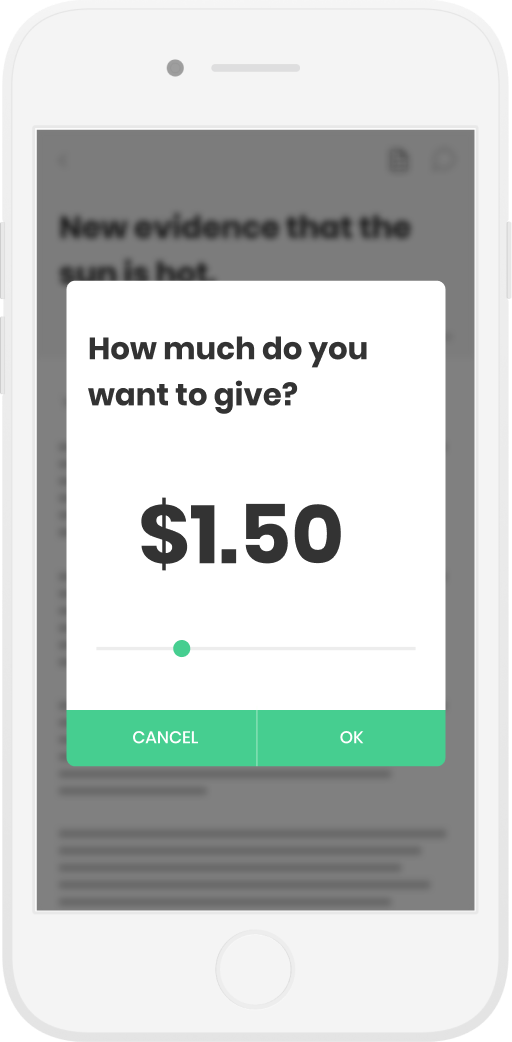 New evidence that the
sun is hot.
How much do you
want to give?
$1.50
CANCEL
OK